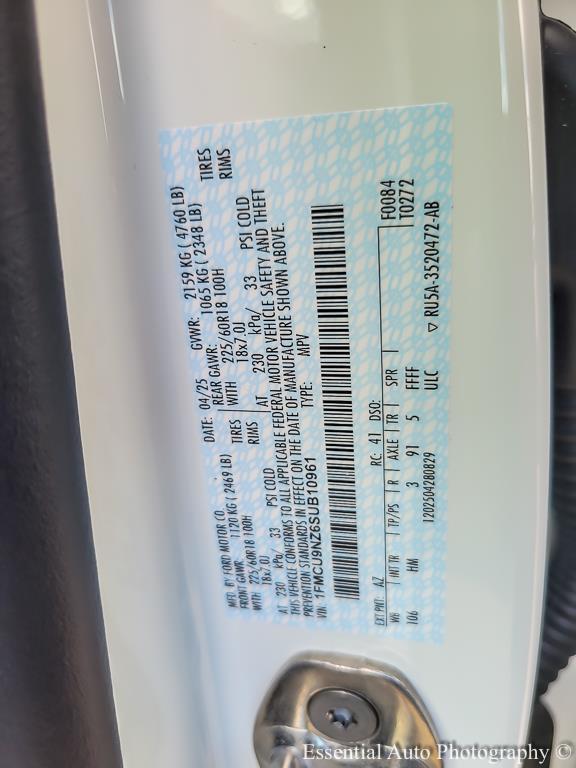 MFD. BY FORD MOTOR CO.
DATE: 04/25 GVWR: 2159 KG ( 4760 LB)
FRONT GAWR: 1120 KG ( 2469 LB) REAR GAWR: 1065 KG ( 2348 LB)
WITH 225/60R18 100H TIRES WITH 225/60R18 100H TIRES
18x7.0J RIMS 18x7.0J RIMS
AT 230 kPa/ 33 PSI COLD AT 230 kPa/ 33 PSI COLD
THIS VEHICLE CONFORMS TO ALL APPLICABLE FEDERAL MOTOR VEHICLE SAFETY AND THEFT
PREVENTION STANDARDS IN EFFECT ON THE DATE OF MANUFACTURE SHOWN ABOVE.
VIN: 1FMCU9NZ6SUB10961 TYPE: MPV
F0084
EXT PNT: AZ RC: 41 DSO: T0272
WB INT TR TP/PS R AXLE TR SPR
106 HM 3 91 5 FFFF
1202504280829 ULC ▽ RU5A-3520472-AB
Essential Auto Photography ©